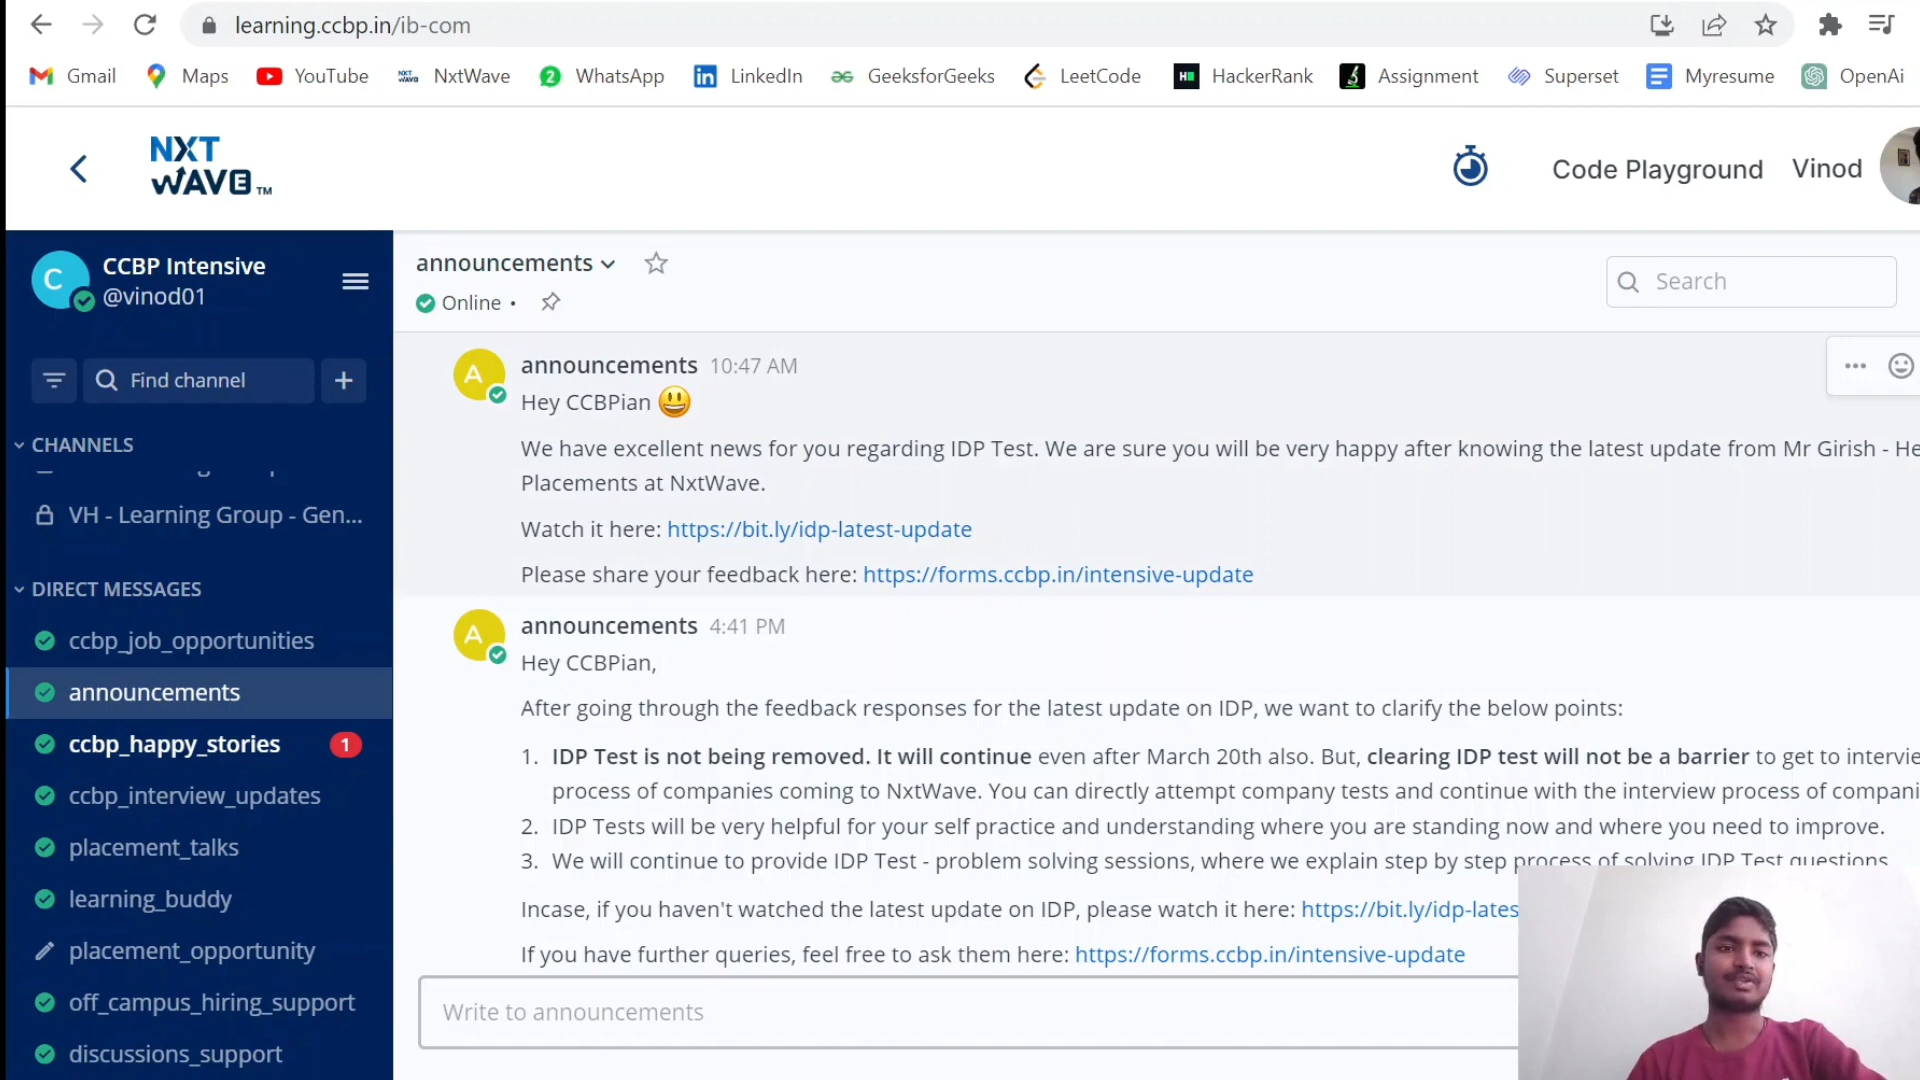 learning.ccbp.in/ib-com
Gmail Maps YouTube NxtWave WhatsApp LinkedIn GeeksforGeeks LeetCode HackerRank Assignment Superset Myresume OpenAi
NXT
WAVE TM
Code Playground Vinod
C
CCBP Intensive
@vinod01
Find channel
CHANNELS
VH - Learning Group - Gen...
DIRECT MESSAGES
ccbp_job_opportunities
announcements
ccbp_happy_stories 1
ccbp_interview_updates
placement_talks
learning_buddy
placement_opportunity
off_campus_hiring_support
discussions_support
announcements
Online •
Search
A
announcements 10:47 AM
Hey CCBPian
We have excellent news for you regarding IDP Test. We are sure you will be very happy after knowing the latest update from Mr Girish -
Placements at NxtWave.
Watch it here: https://bit.ly/idp-latest-update
Please share your feedback here: https://forms.ccbp.in/intensive-update
A
announcements 4:41 PM
Hey CCBPian,
After going through the feedback responses for the latest update on IDP, we want to clarify the below points:
1. IDP Test is not being removed. It will continue even after March 20th also. But, clearing IDP test will not be a barrier to get to
process of companies coming to NxtWave. You can directly attempt company tests and continue with the interview process of
2. IDP Tests will be very helpful for your self practice and understanding where you are standing now and where you need to improve.
3. We will continue to provide IDP Test - problem solving sessions, where we explain step by step process of solving IDP Test questions
Incase, if you haven't watched the latest update on IDP, please watch it here: https://bit.ly/idp-lates
If you have further queries, feel free to ask them here: https://forms.ccbp.in/intensive-update
Write to announcements